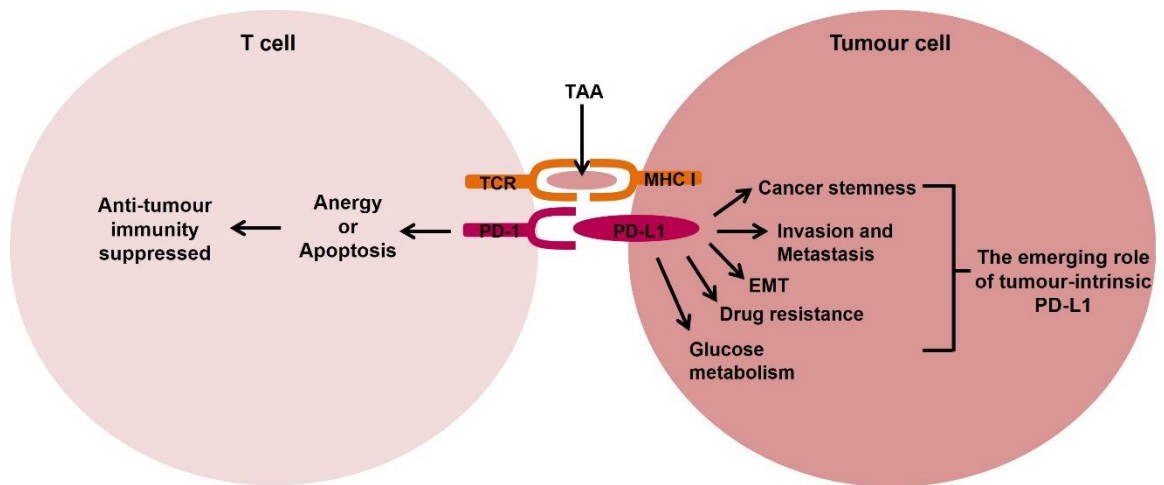 T cell
Tumour cell
TAA
TCR
MHC I
PD-1
PD-L1
Anergy
or
Apoptosis
Anti-tumour
immunity
suppressed
Cancer stemness
Invasion and
Metastasis
EMT
Drug resistance
Glucose
metabolism
The emerging role
of tumour-intrinsic
PD-L1